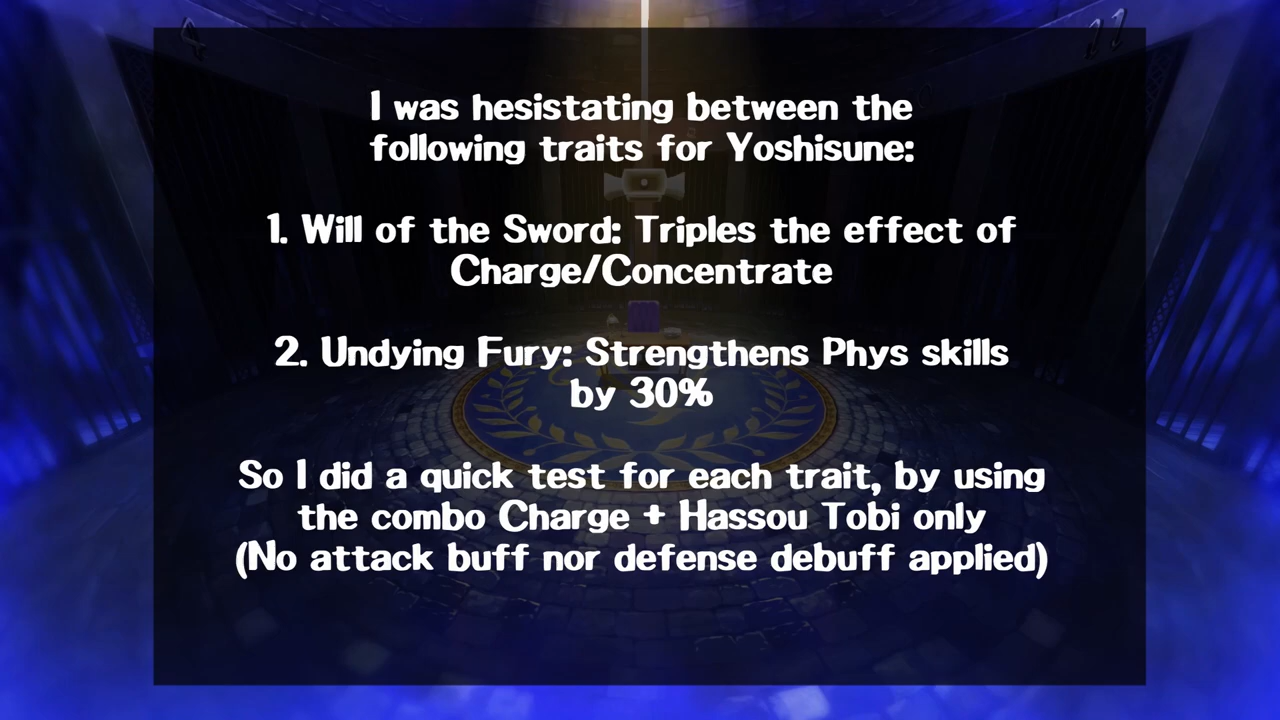 I was hesistating between the
following traits for Yoshisune:
1. Will of the Sword: Triples the effect of
Charge/Concentrate
2. Undying Fury: Strengthens Phys skills
by 30%
So I did a quick test for each trait, by using
the combo Charge + Hassou Tobi only
(No attack buff nor defense debuff applied)